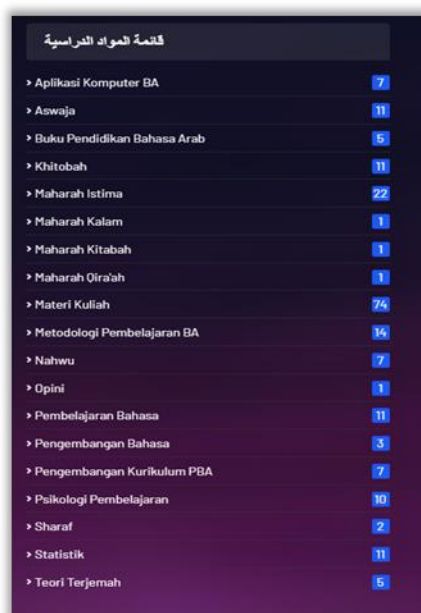 قائمة المواد الدراسية
> Aplikasi Komputer BA 7
> Aswaja 11
> Buku Pendidikan Bahasa Arab 5
> Khitobah 11
> Maharah Istima 22
> Maharah Kalam 1
> Maharah Kitabah 1
> Maharah Qira'ah 1
> Materi Kuliah 74
> Metodologi Pembelajaran BA 14
> Nahwu 7
> Opini 1
> Pembelajaran Bahasa 11
> Pengembangan Bahasa 3
> Pengembangan Kurikulum PBA 7
> Psikologi Pembelajaran 10
> Sharaf 2
> Statistik 11
> Teori Terjemah 5